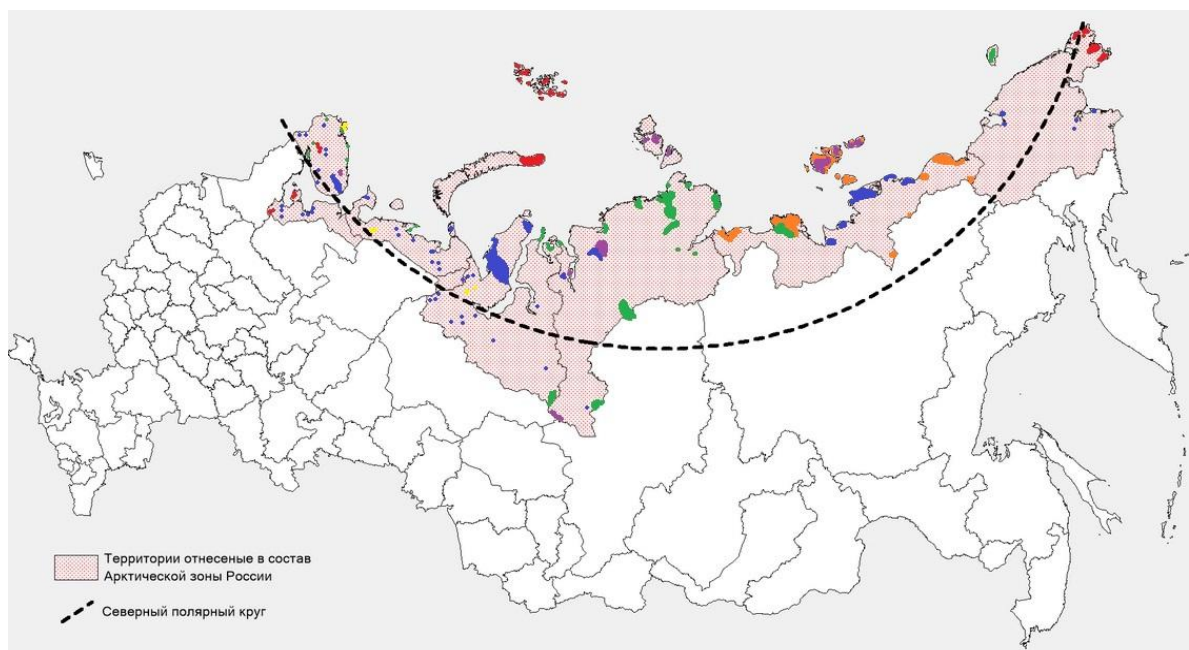 Территории отнесеные в состав
Арктической зоны России
Северный полярный круг